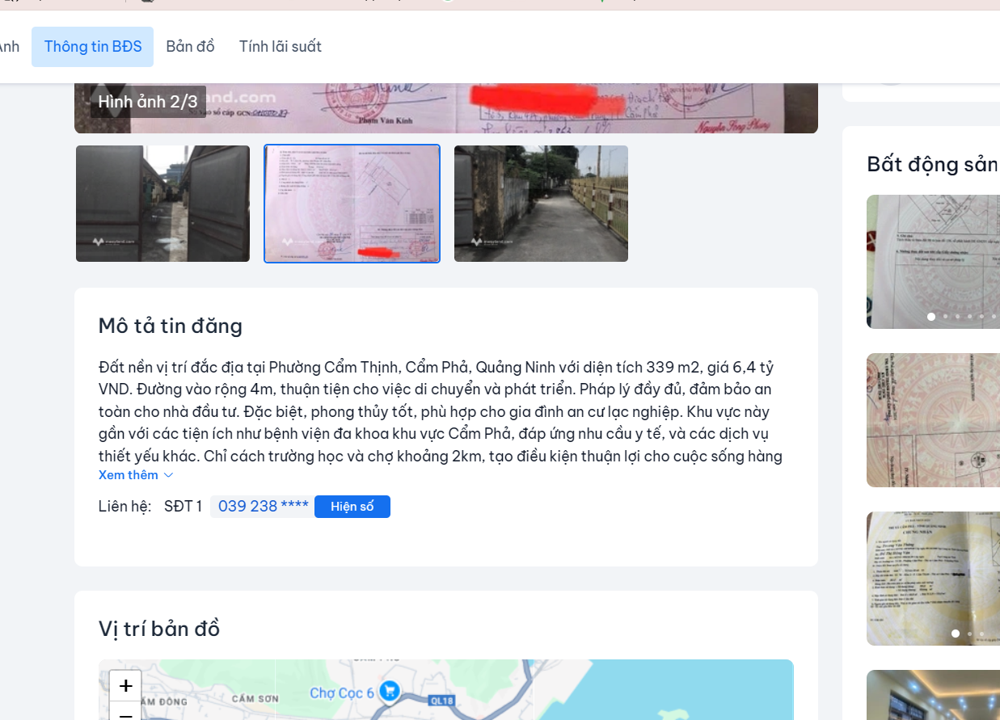 Thông tin BĐS
Bản đồ
Tính lãi suất
Hình ảnh 2/3
Phạm Văn Kính
Bất động sản
Mô tả tin đăng
Đất nền vị trí đắc địa tại Phường Cẩm Thịnh, Cẩm Phả, Quảng Ninh với diện tích 339 m2, giá 6,4 tỷ
VND. Đường vào rộng 4m, thuận tiện cho việc di chuyển và phát triển. Pháp lý đầy đủ, đảm bảo an
toàn cho nhà đầu tư. Đặc biệt, phong thủy tốt, phù hợp cho gia đình an cư lạc nghiệp. Khu vực này
gần với các tiện ích như bệnh viện đa khoa khu vực Cẩm Phả, đáp ứng nhu cầu y tế, và các dịch vụ
thiết yếu khác. Chỉ cách trường học và chợ khoảng 2km, tạo điều kiện thuận lợi cho cuộc sống hàng
Xem thêm
Liên hệ: SĐT 1 039 238 **** Hiện số
Vị trí bản đồ
+
CẨM SƠN
Chợ Cọc 6
QL18
−